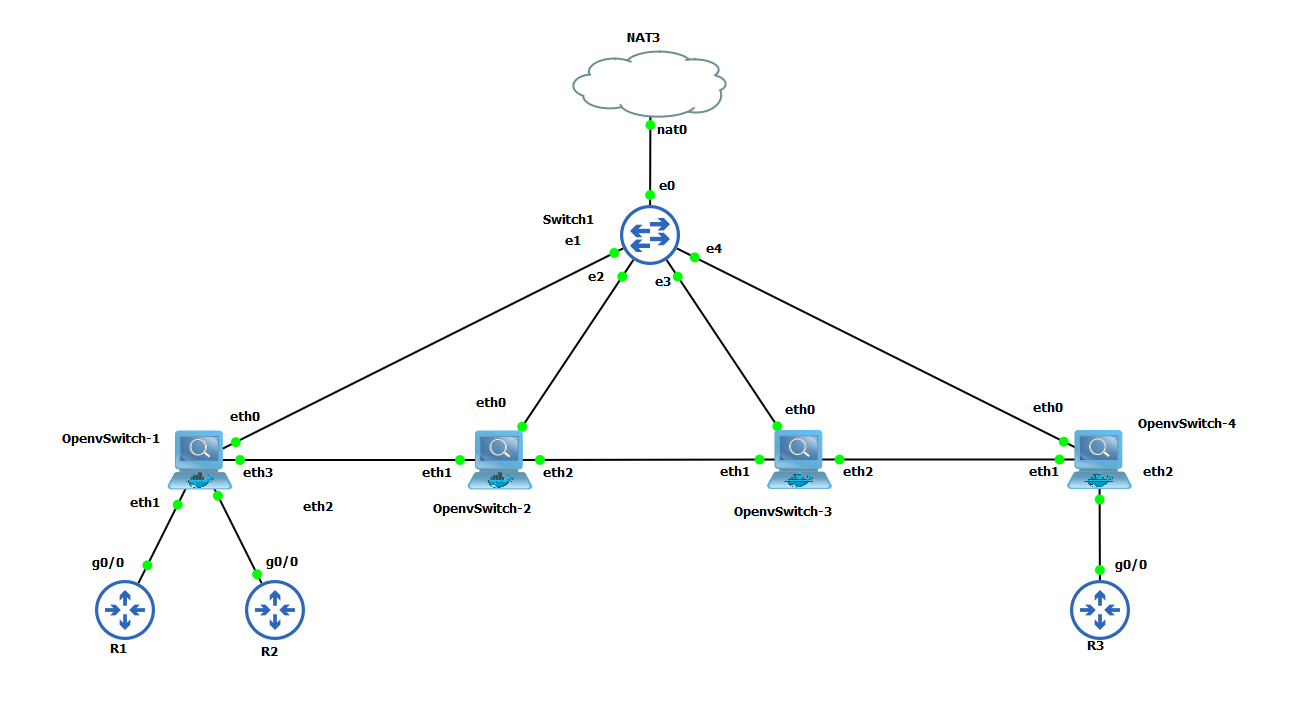 NAT3
nat0
e0
Switch1
e1
e4
e2
e3
eth0
eth0
eth0
eth0
OpenvSwitch-1
OpenvSwitch-4
eth3
eth1
eth2
eth1
eth2
eth1
eth2
eth1
eth2
OpenvSwitch-2
OpenvSwitch-3
g0/0
g0/0
g0/0
R1
R2
R3